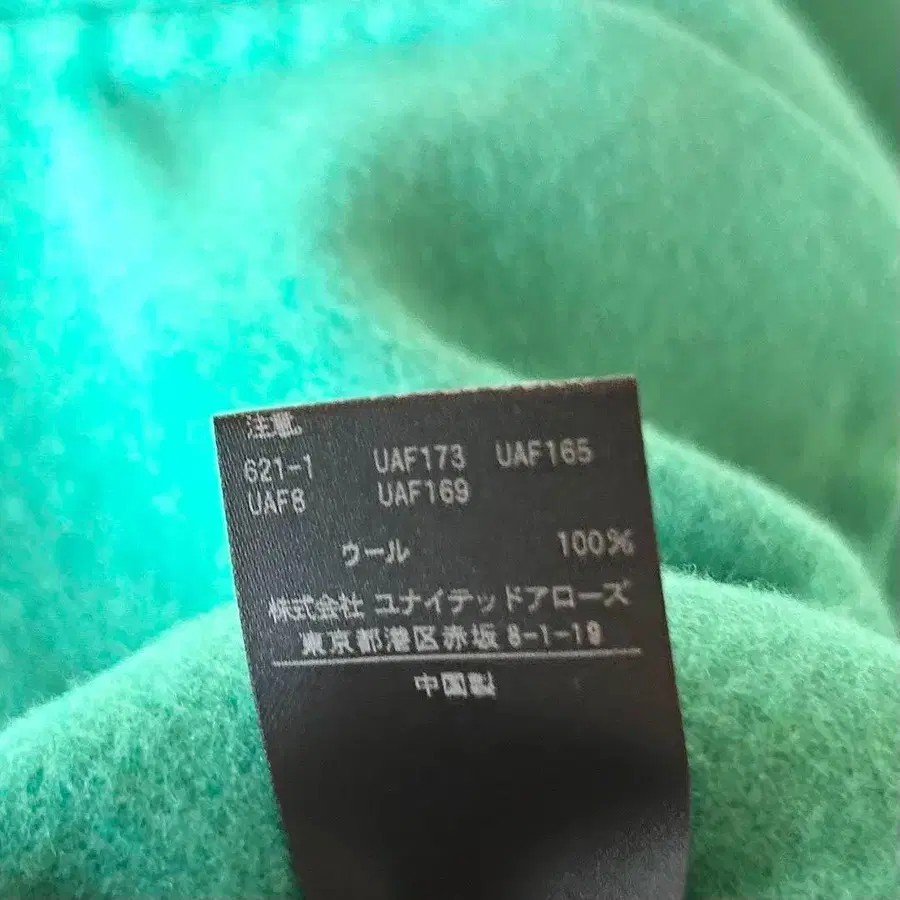 注意
621-1 UAF173 UAF165
UAF8 UAF169
ウール 100%
株式会社 ユナイテッドアローズ
東京都港区赤坂 8-1-19
中国製